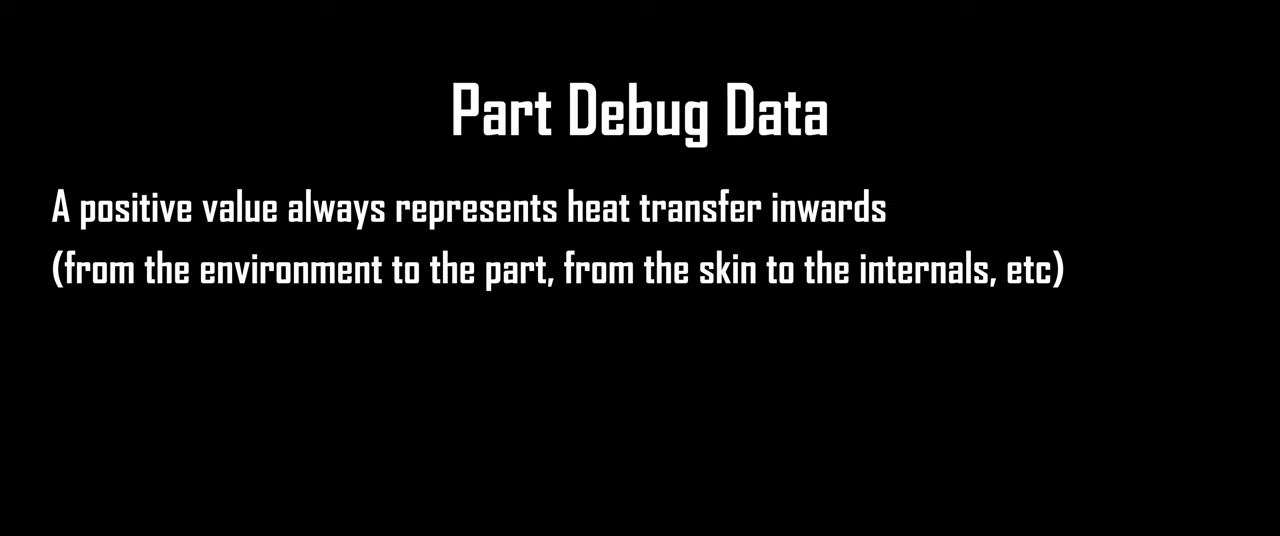 Part Debug Data
A positive value always represents heat transfer inwards
(from the environment to the part, from the skin to the internals, etc)